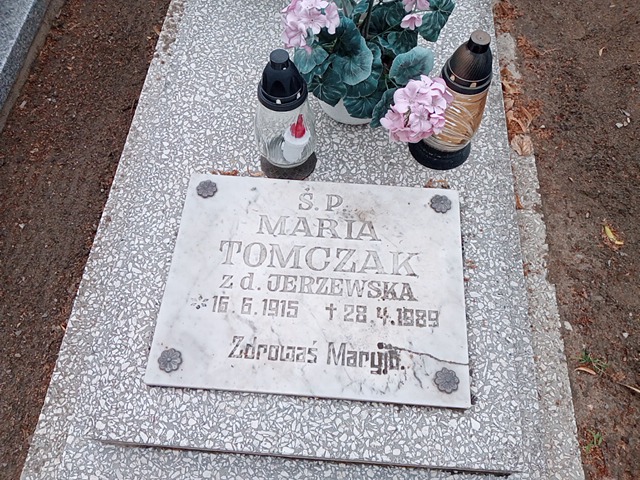 Ś.P.
MARIA
TOMCZAK
z d. JERZEWSKA
* 16.6.1915 † 28.4.1989
Zdrowaś Maryjo.